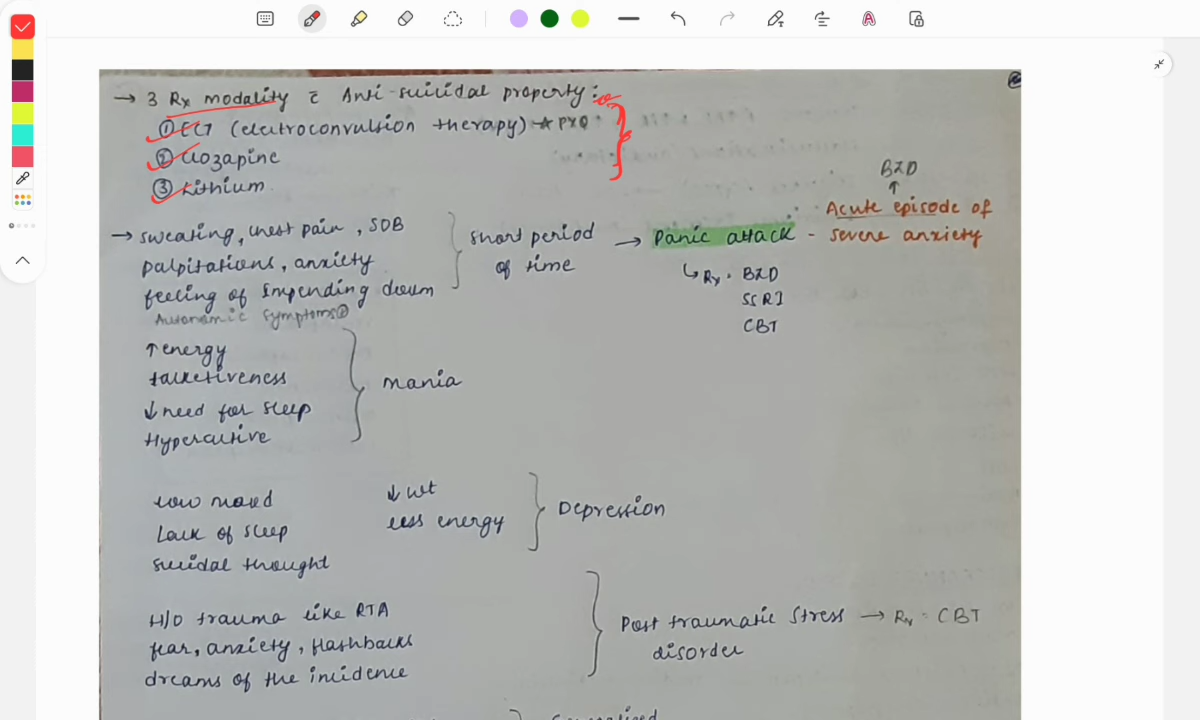 → 3 Rx modality c̄ Anti-suicidal property:
① ECT (electroconvulsion therapy) ★ PYQ
② Clozapine
③ Lithium
→ sweating, chest pain, SOB
palpitations, anxiety
feeling of Impending doum
Autonomic symptoms
short period
of time
→ Panic attack - Acute episode of
severe anxiety
↑
BZD
↳ Rx. BZD
SSRI
CBT
↑ energy
talketiveness
↓ need for sleep
Hyperactive
mania
low mood
Lack of sleep
suicidal thought
↓ wt
less energy
Depression
H/o trauma like RTA
fear, anxiety, flashbacks
dreams of the incidence
Post traumatic stress → Rx - CBT
disorder